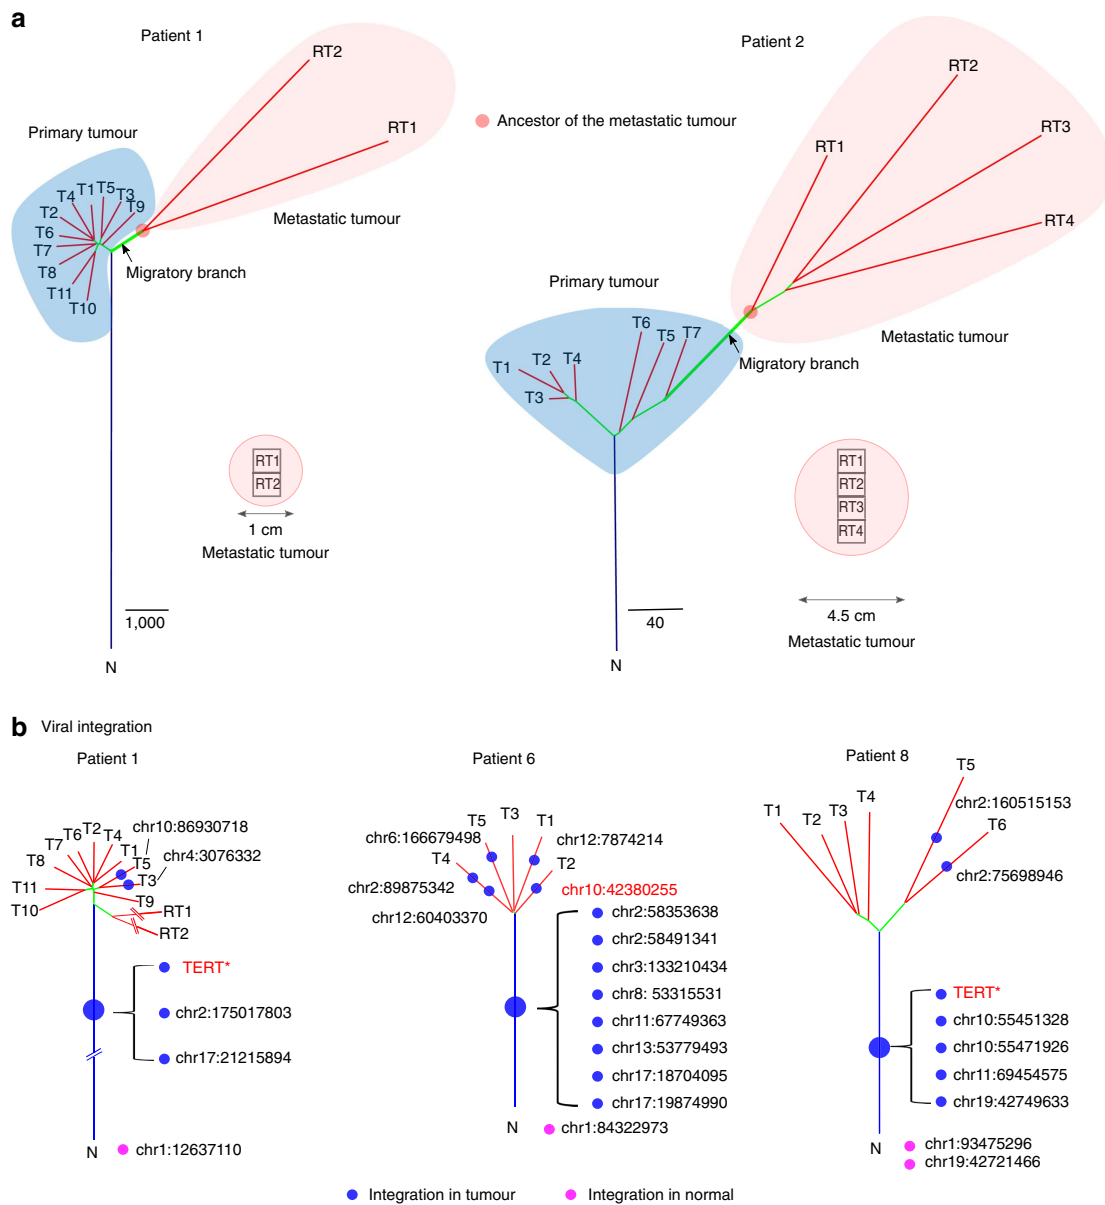 a
Patient 1
Patient 2
RT2
RT1
Primary tumour
T4
T1
T5
T3
T2
T9
T6
T7
T8
T11
T10
Metastatic tumour
Migratory branch
Ancestor of the metastatic tumour
RT2
RT3
RT1
RT4
Primary tumour
T6
T5
T7
T1
T2
T4
T3
Metastatic tumour
Migratory branch
RT1
RT2
1 cm
Metastatic tumour
RT1
RT2
RT3
RT4
4.5 cm
Metastatic tumour
1,000
N
40
N
b
Viral integration
Patient 1
T2
T6
T4
T7
T1
T8
T5
T11
T3
T10
T9
chr10:86930718
chr4:3076332
RT1
RT2
TERT*
chr2:175017803
chr17:21215894
N
chr1:12637110
Patient 6
T3
T5
T1
chr6:166679498
chr12:7874214
T4
T2
chr2:89875342
chr10:42380255
chr12:60403370
chr2:58353638
chr2:58491341
chr3:133210434
chr8: 53315531
chr11:67749363
chr13:53779493
chr17:18704095
chr17:19874990
N
chr1:84322973
Patient 8
T5
T4
T1
T3
T2
chr2:160515153
T6
chr2:75698946
TERT*
chr10:55451328
chr10:55471926
chr11:69454575
chr19:42749633
N
chr1:93475296
chr19:42721466
Integration in tumour
Integration in normal